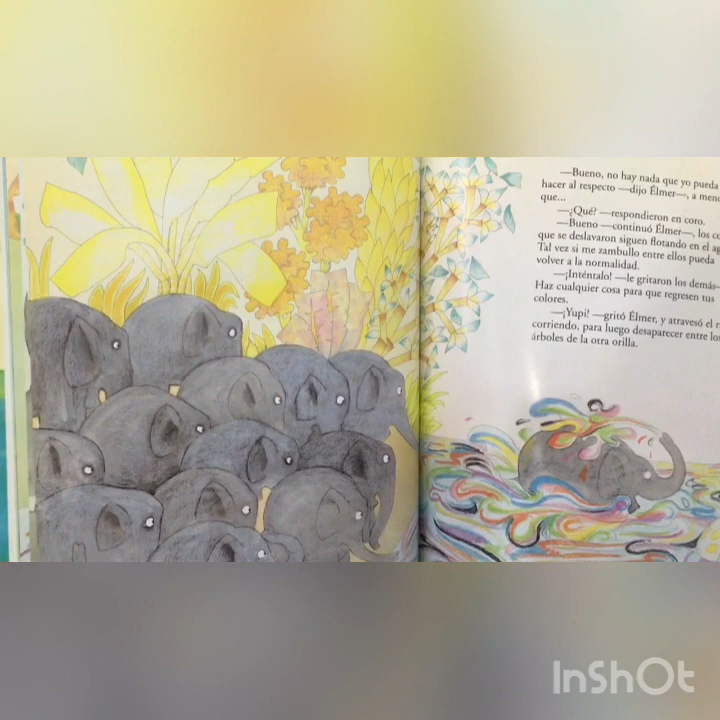 —Bueno, no hay nada que yo pueda
hacer al respecto —dijo Élmer—, a
que...
—¿Qué? —respondieron en coro.
—Bueno —continuó Élmer—, los
que se deslavaron siguen flotando en el
Tal vez si me zambullo entre ellos pueda
volver a la normalidad.
—¡Inténtalo! —le gritaron los demás—
Haz cualquier cosa para que regresen tus
colores.
—¡Yupi! —gritó Élmer, y atravesó el
corriendo, para luego desaparecer entre los
árboles de la otra orilla.
InShOt